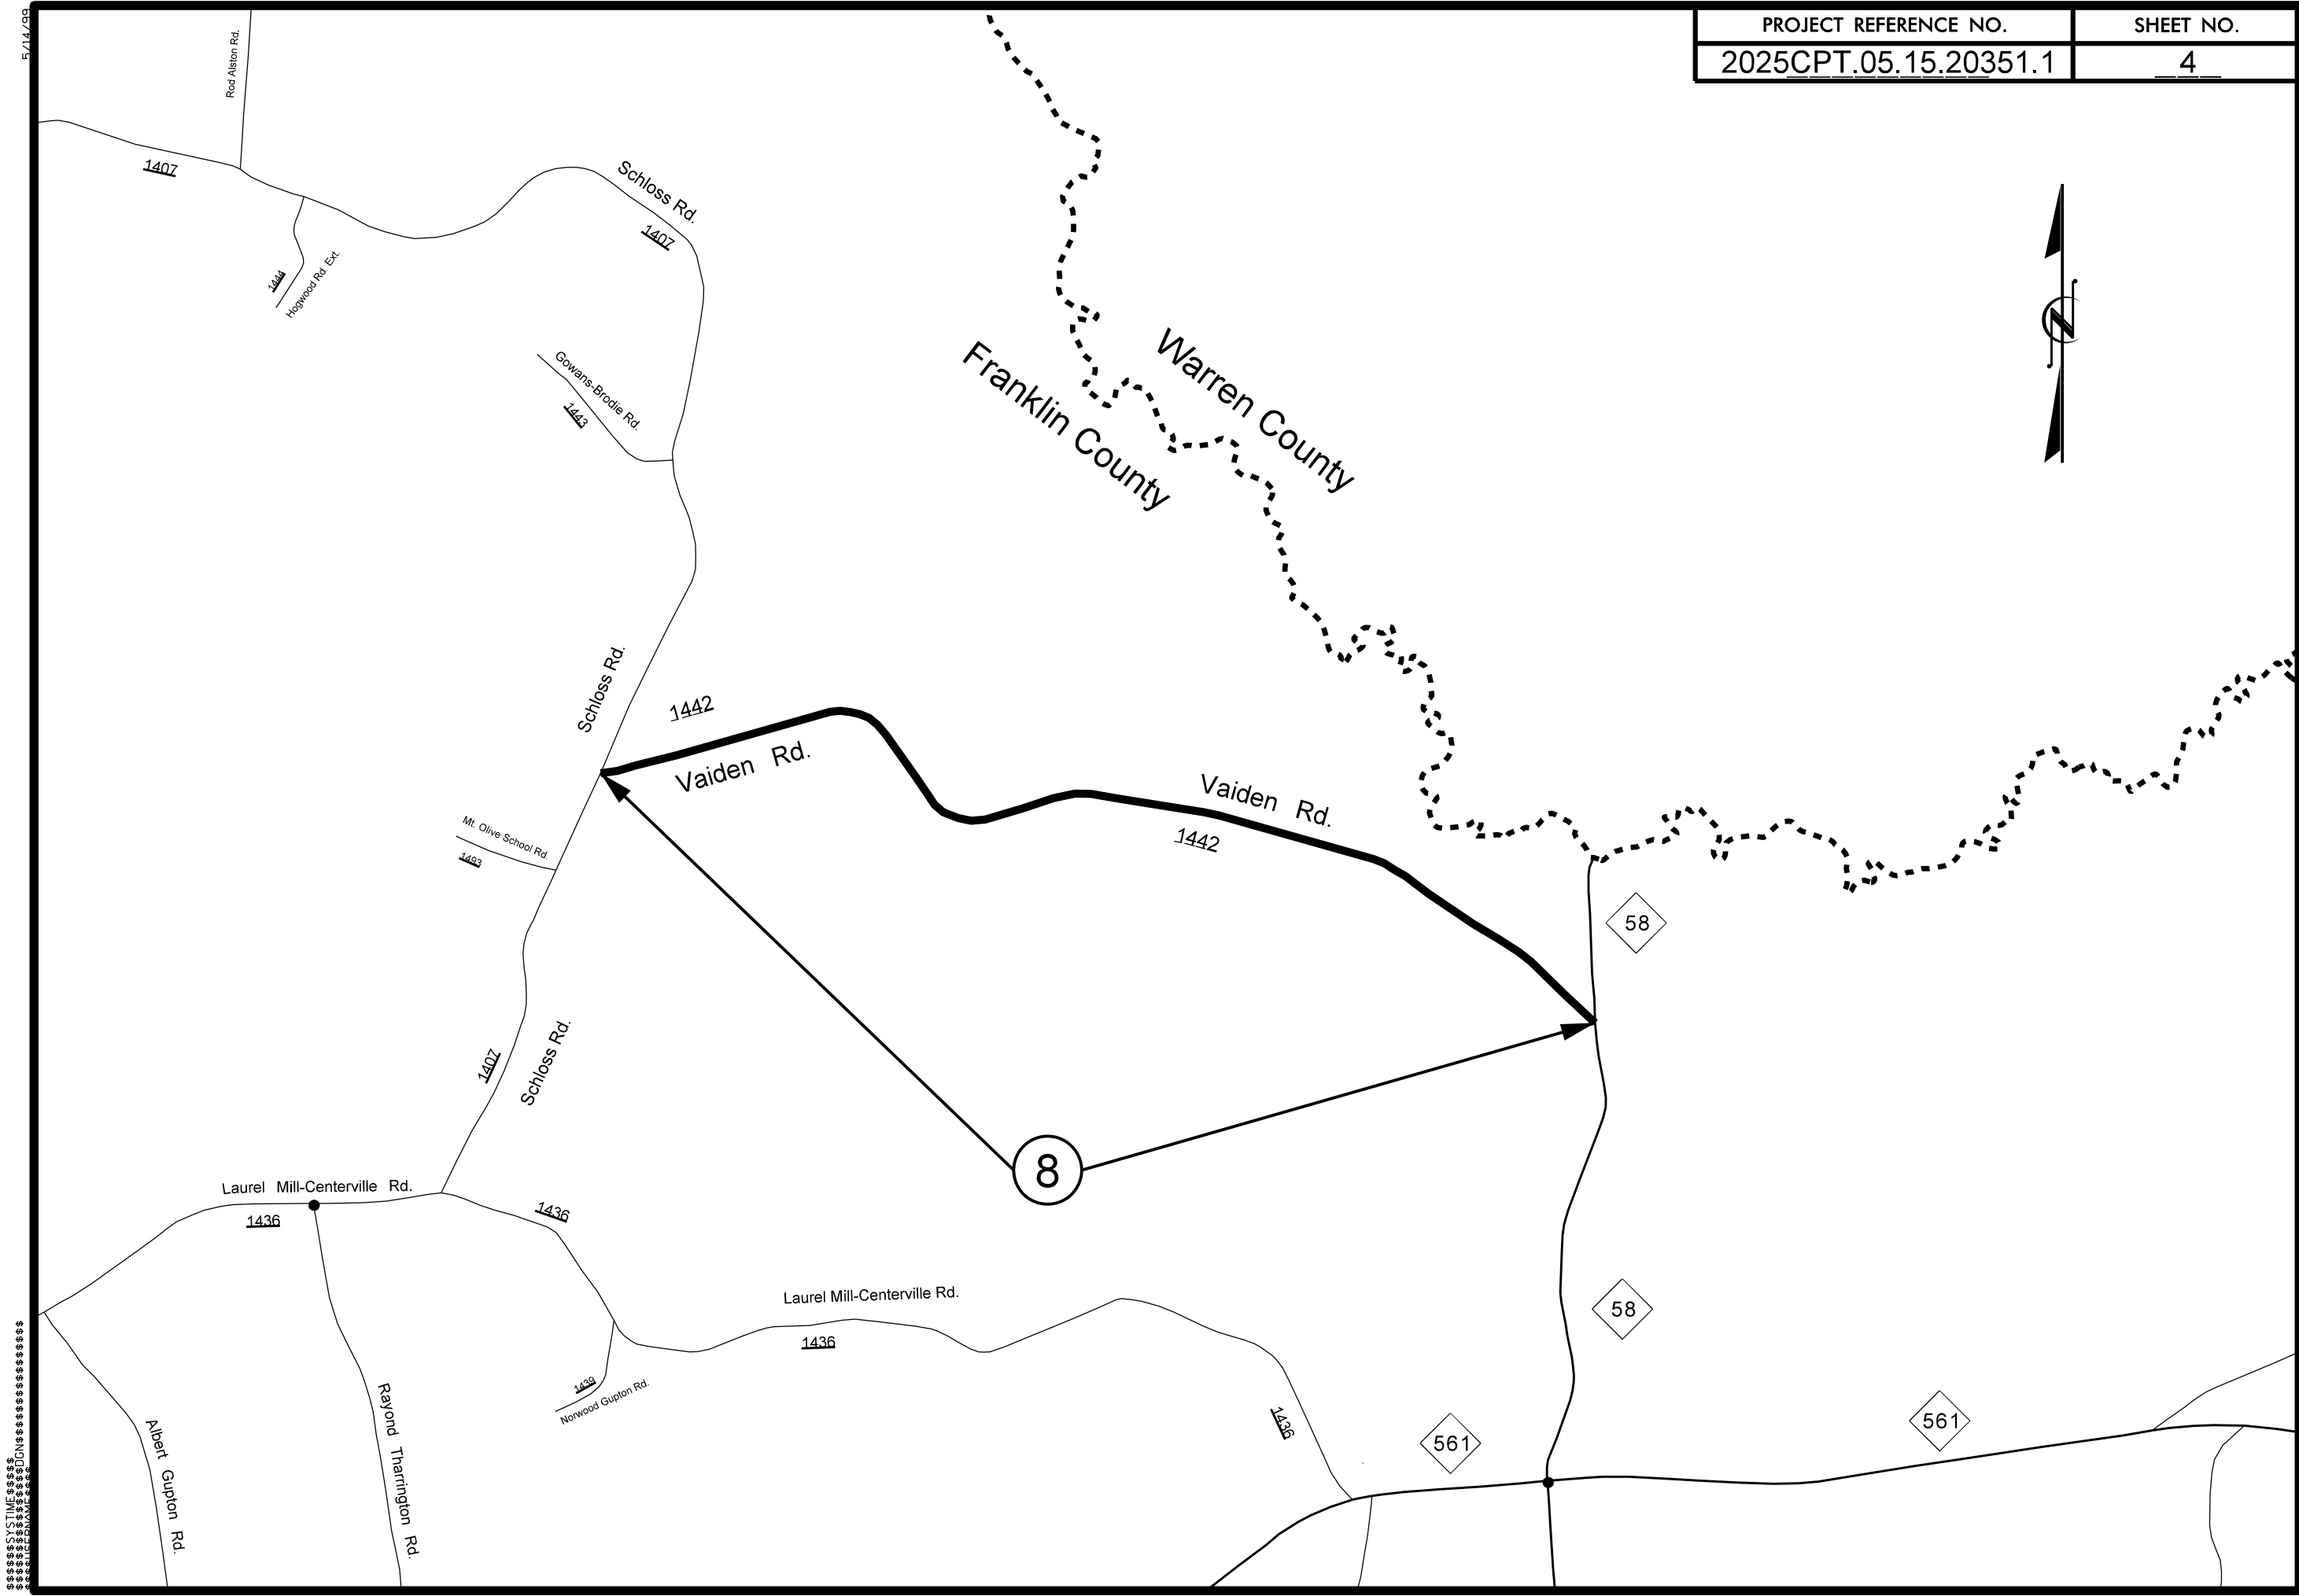 5/14/99
PROJECT REFERENCE NO.
SHEET NO.
2025CPT.05.15.20351.1
4
Rod Alston Rd.
1407
Schloss Rd.
1407
1444
Hogwood Rd. Ext.
Gowans-Brodie Rd.
1443
Warren County
Franklin County
N
Schloss Rd.
1442
Vaiden Rd.
Vaiden Rd.
1442
Mt. Olive School Rd.
1493
58
1407
Schloss Rd.
8
Laurel Mill-Centerville Rd.
1436
1436
58
Laurel Mill-Centerville Rd.
1436
1439
Norwood Gupton Rd.
Albert Gupton Rd.
Rayond Tharrington Rd.
1436
561
561